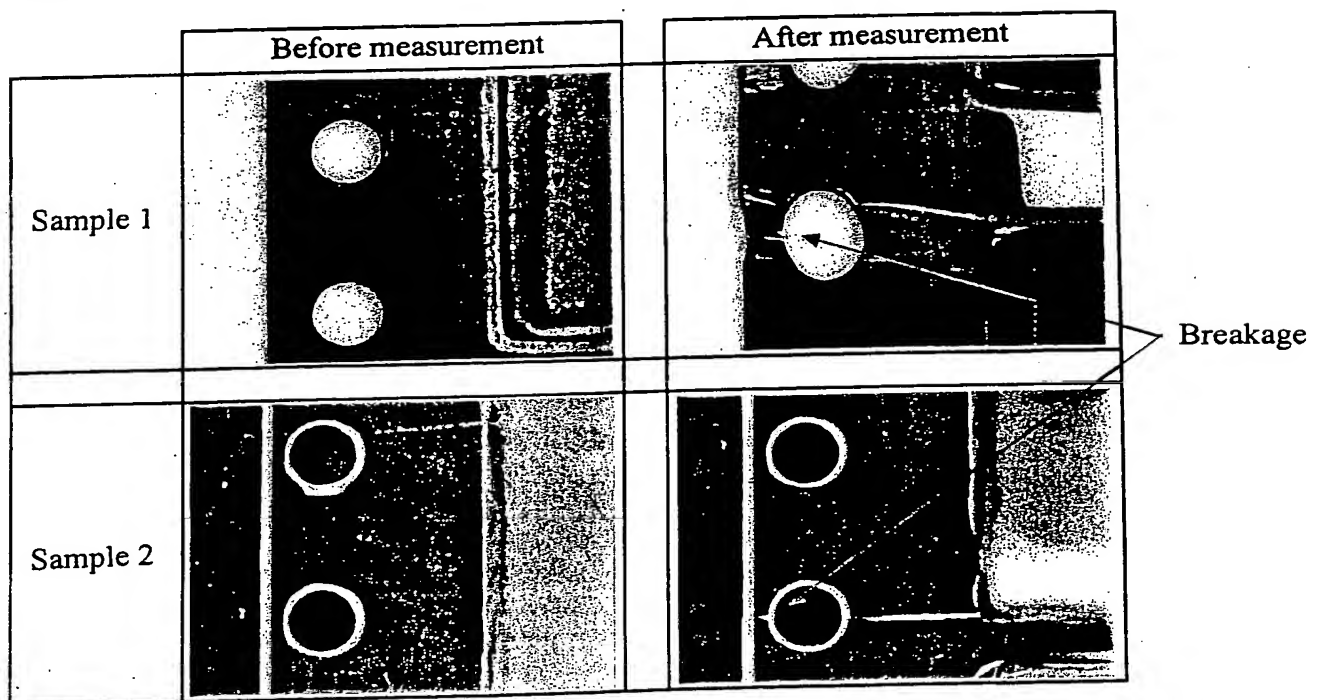 Before measurement
After measurement
Sample 1
Breakage
Sample 2